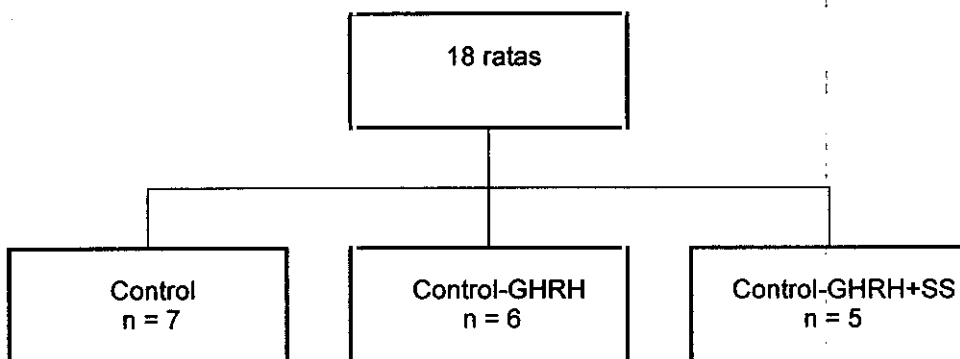 18 ratas
Control
n = 7
Control-GHRH
n = 6
Control-GHRH+SS
n = 5